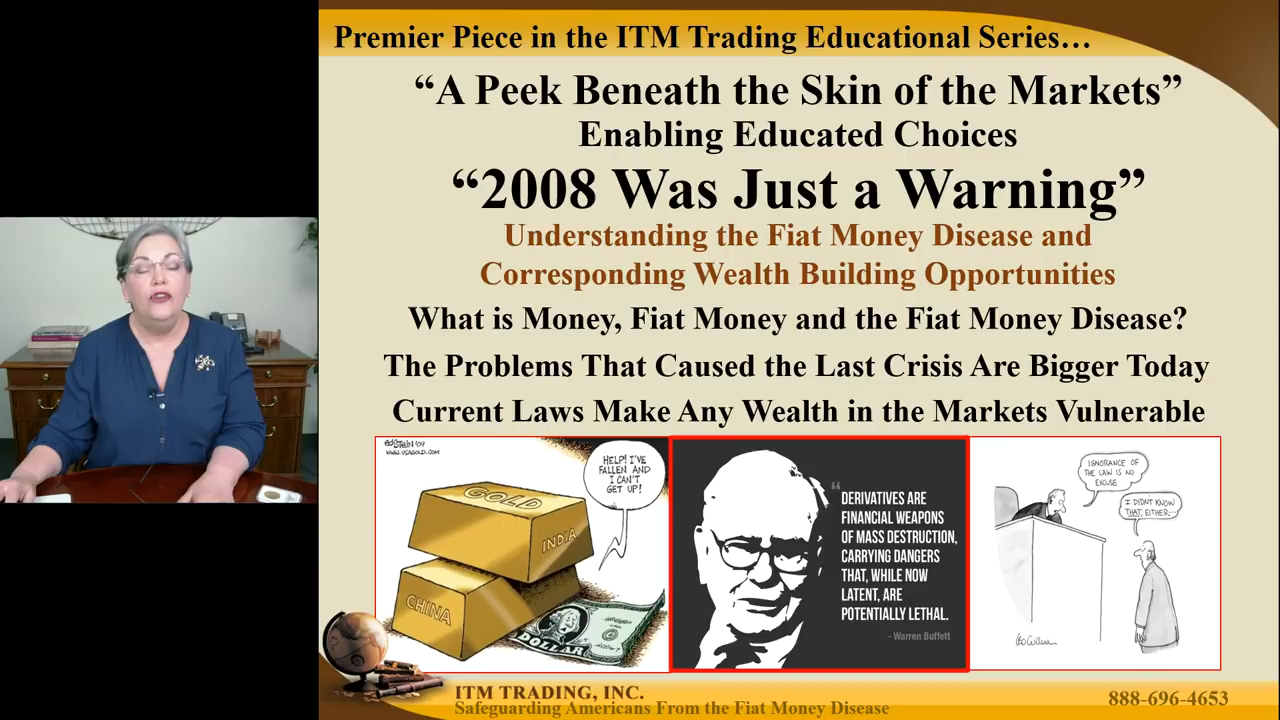 Premier Piece in the ITM Trading Educational Series…
“A Peek Beneath the Skin of the Markets”
Enabling Educated Choices
“2008 Was Just a Warning”
Understanding the Fiat Money Disease and
Corresponding Wealth Building Opportunities
What is Money, Fiat Money and the Fiat Money Disease?
The Problems That Caused the Last Crisis Are Bigger Today
Current Laws Make Any Wealth in the Markets Vulnerable
EDSTEIN '09
WWW.USAGOLD.COM
HELP! I'VE
FALLEN AND
I CAN'T
GET UP!
GOLD
INDIA
CHINA
DOLLAR
“DERIVATIVES ARE
FINANCIAL WEAPONS
OF MASS DESTRUCTION,
CARRYING DANGERS
THAT, WHILE NOW
LATENT, ARE
POTENTIALLY LETHAL.
- Warren Buffett
IGNORANCE OF
THE LAW IS NO
EXCUSE
I DIDN'T KNOW
THAT, EITHER...
ITM TRADING, INC.
Safeguarding Americans From the Fiat Money Disease
888-696-4653